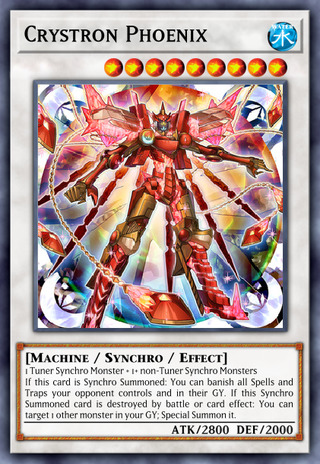 Crystron Phoenix
WATER
水
[Machine / Synchro / Effect]
1 Tuner Synchro Monster + 1+ non-Tuner Synchro Monsters
If this card is Synchro Summoned: You can banish all Spells and
Traps your opponent controls and in their GY. If this Synchro
Summoned card is destroyed by battle or card effect: You can
target 1 other monster in your GY; Special Summon it.
ATK/2800 DEF/2000